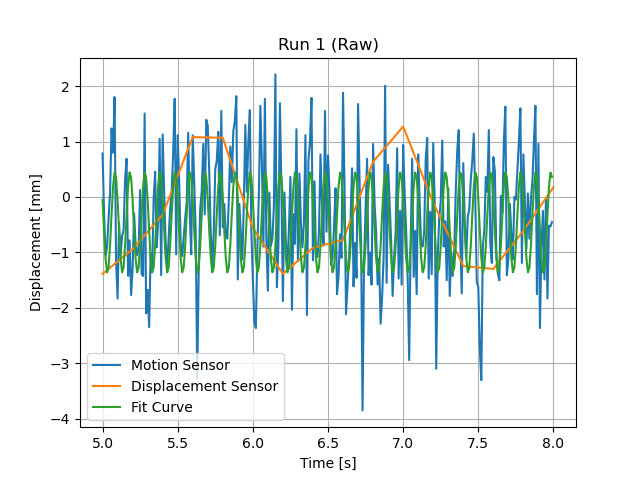 Run 1 (Raw)
Displacement [mm]
2
1
0
−1
−2
−3
−4
Motion Sensor
Displacement Sensor
Fit Curve
5.0 5.5 6.0 6.5 7.0 7.5 8.0
Time [s]